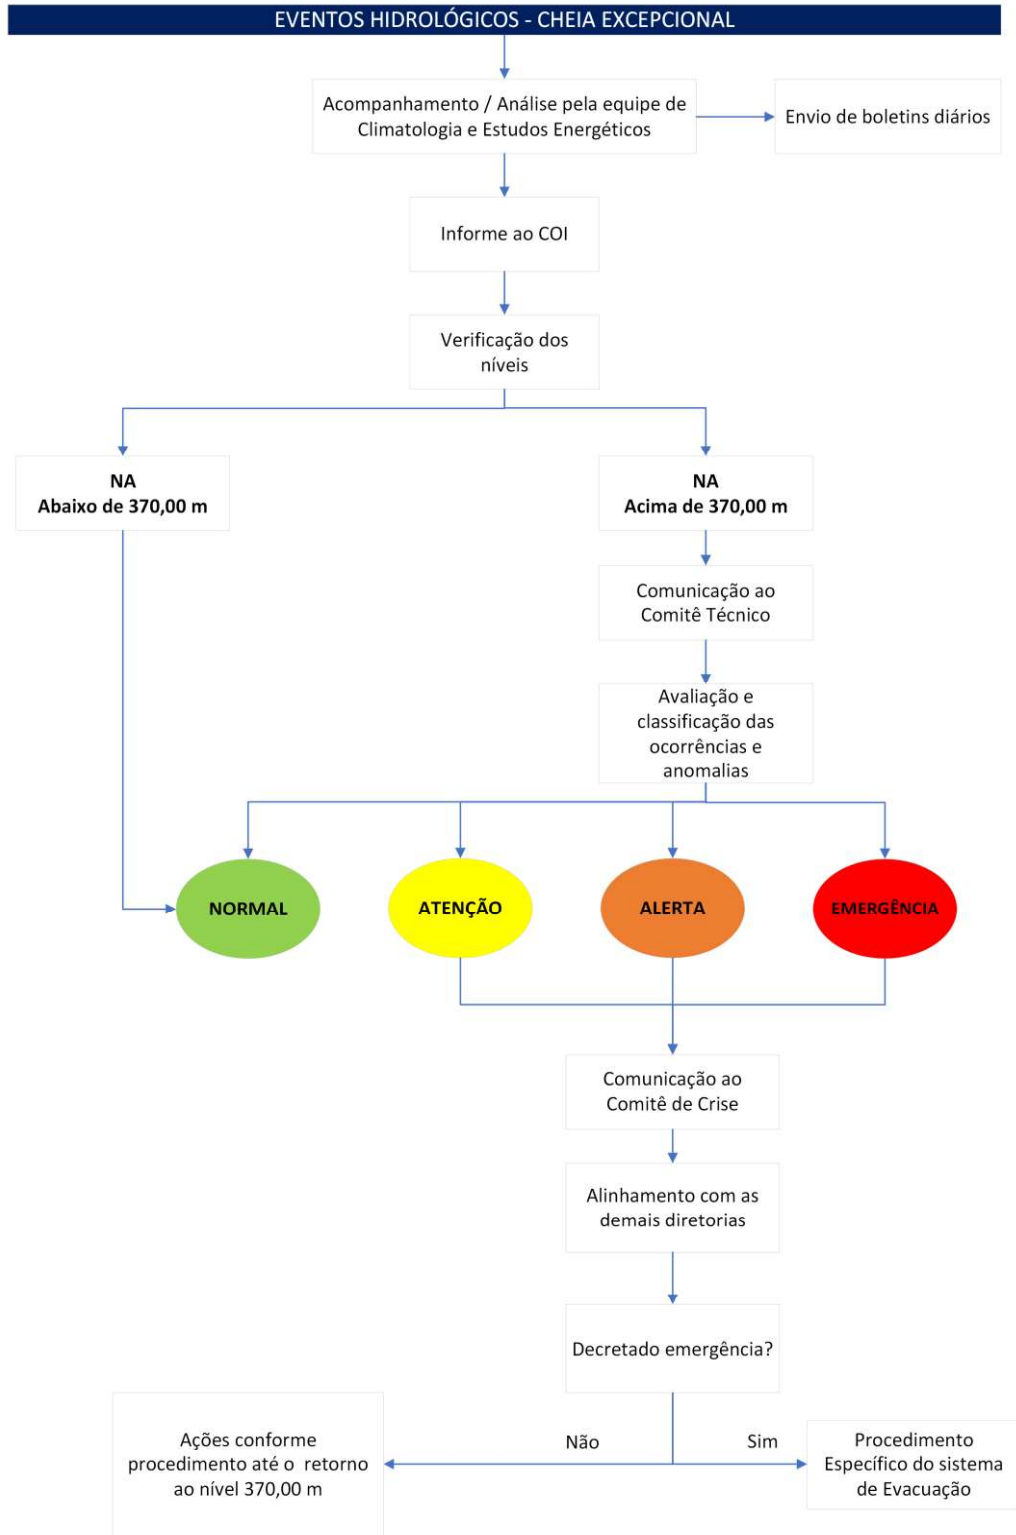 EVENTOS HIDROLÓGICOS - CHEIA EXCEPCIONAL
Acompanhamento / Análise pela equipe de
Climatologia e Estudos Energéticos
Envio de boletins diários
Informe ao COI
Verificação dos
níveis
NA
Abaixo de 370,00 m
NA
Acima de 370,00 m
Comunicação ao
Comitê Técnico
Avaliação e
classificação das
ocorrências e
anomalias
NORMAL
ATENÇÃO
ALERTA
EMERGÊNCIA
Comunicação ao
Comitê de Crise
Alinhamento com as
demais diretorias
Decretado emergência?
Não
Sim
Ações conforme
procedimento até o retorno
ao nível 370,00 m
Procedimento
Específico do sistema
de Evacuação